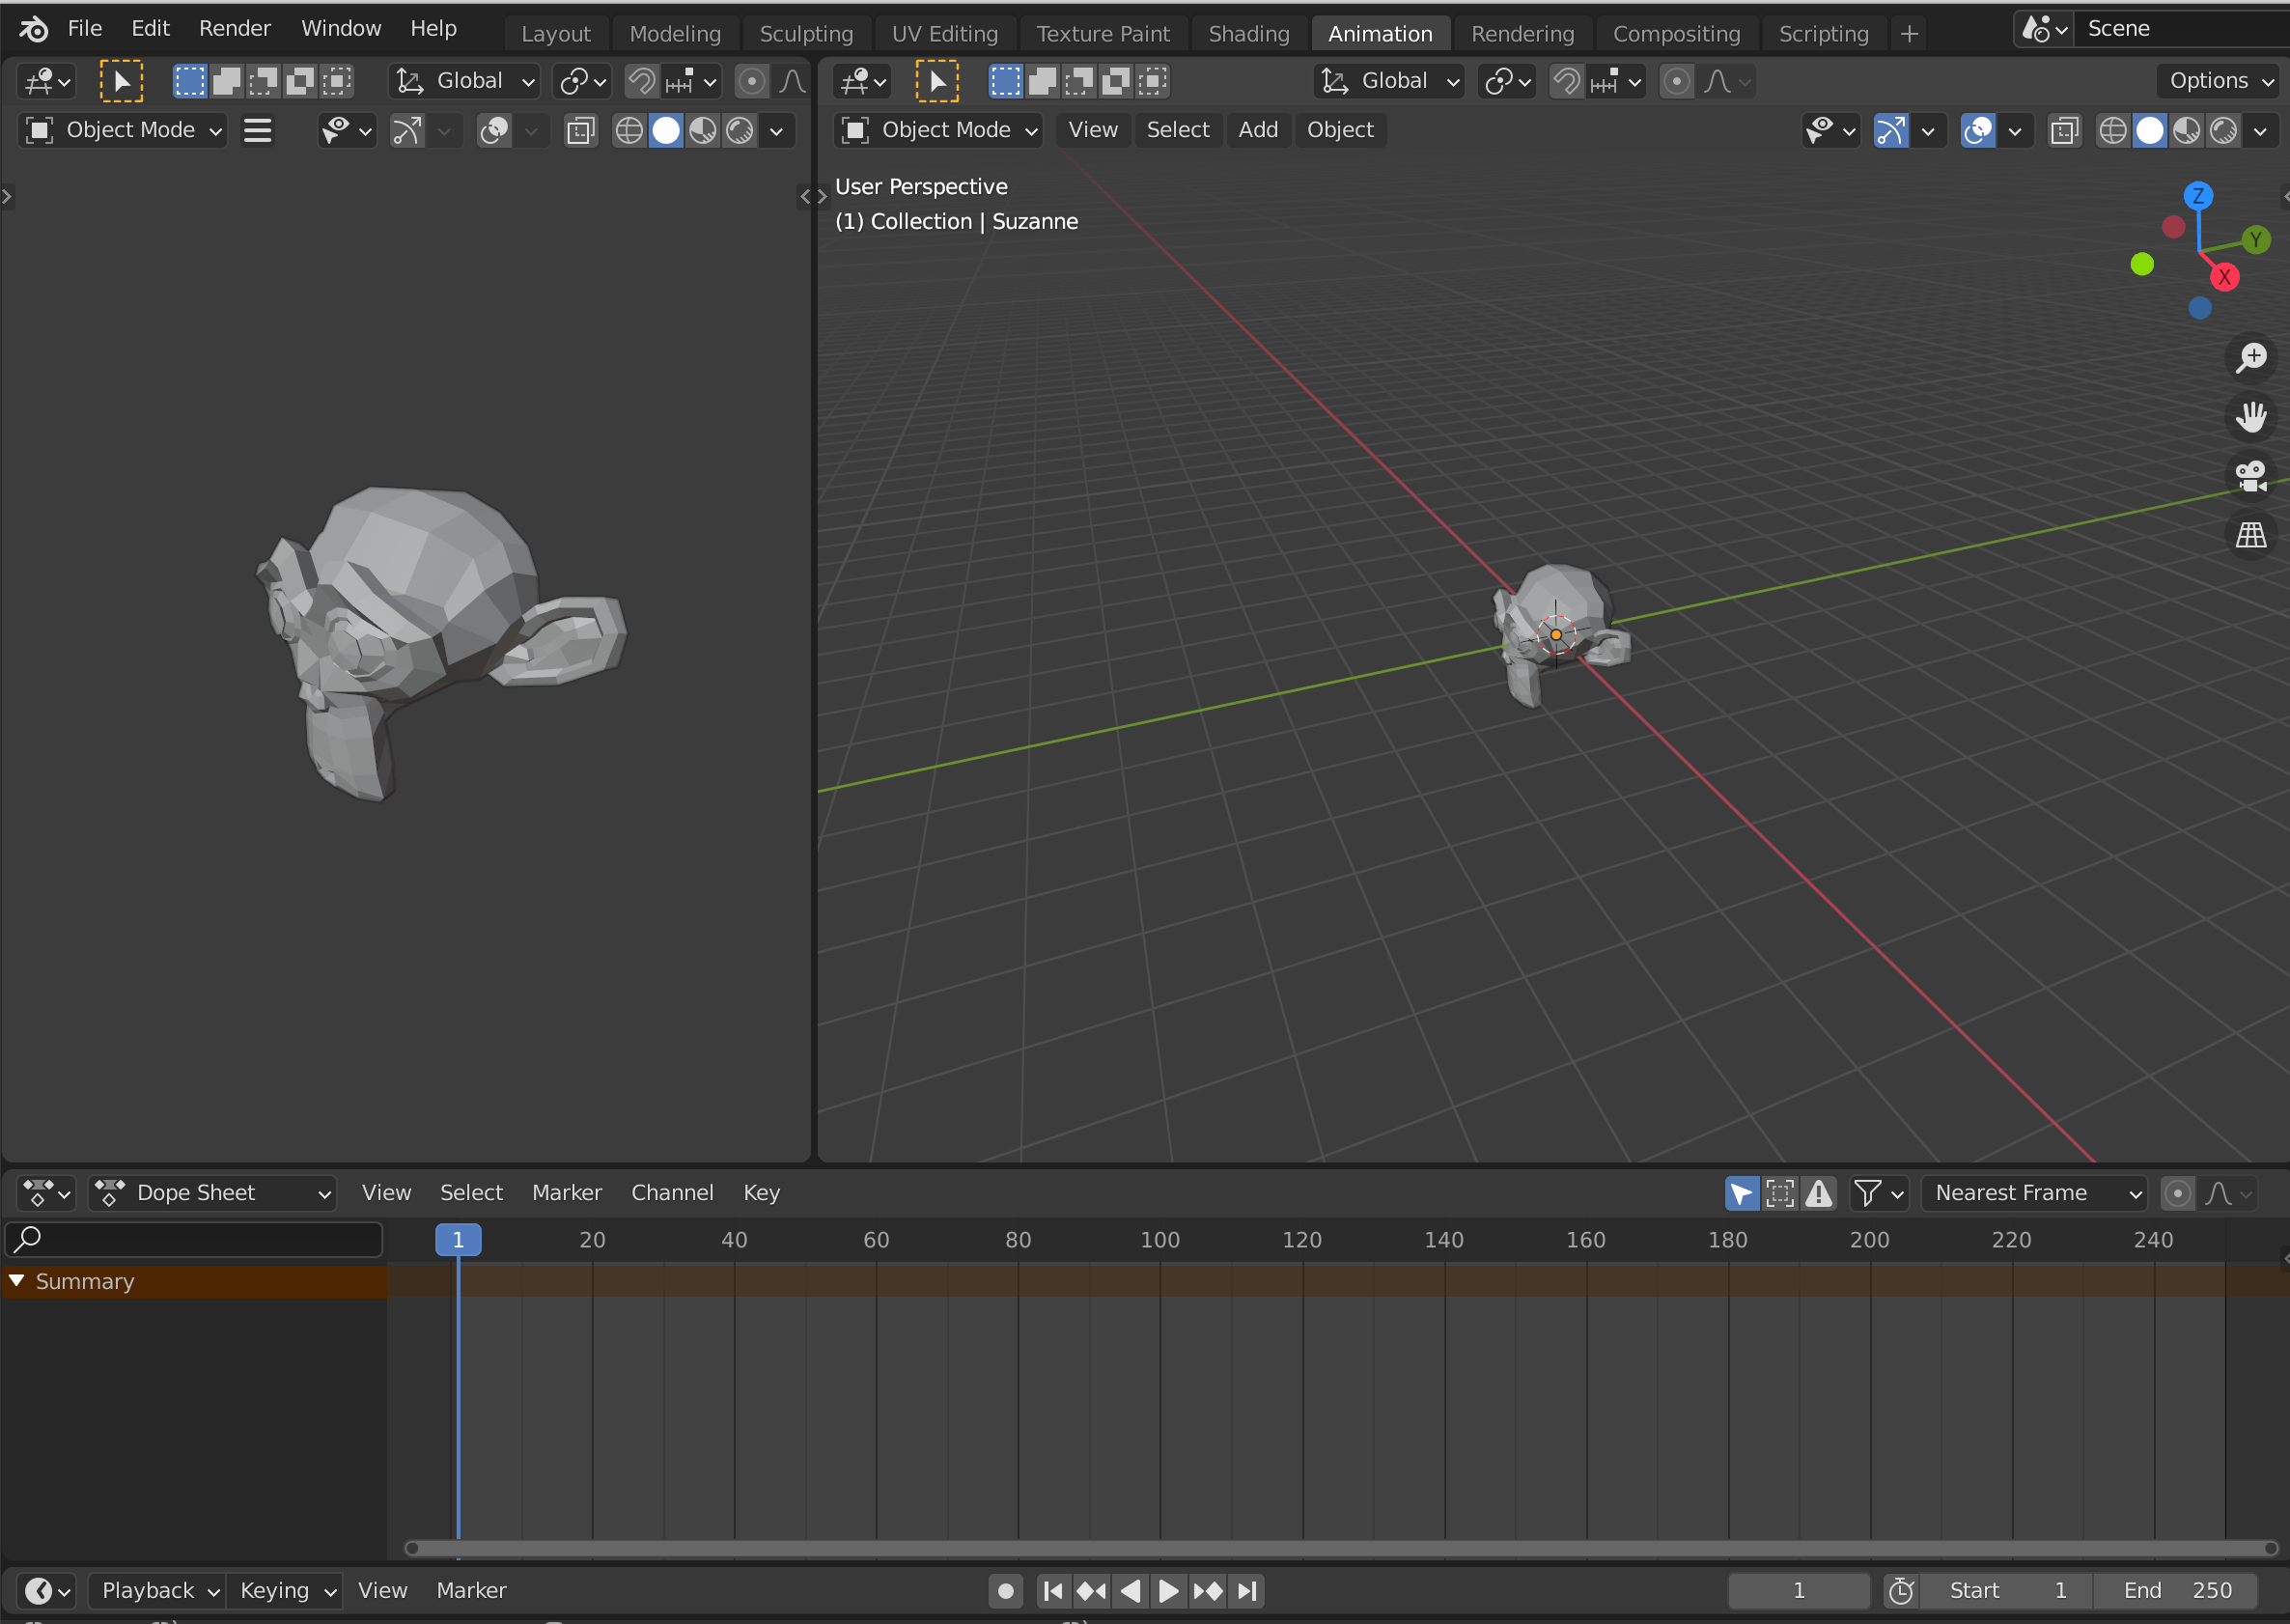 File Edit Render Window Help Layout Modeling Sculpting UV Editing Texture Paint Shading Animation Rendering Compositing Scripting + Scene
Global Global Options
Object Mode Object Mode View Select Add Object
User Perspective
(1) Collection | Suzanne
Z
Y
X
Dope Sheet View Select Marker Channel Key Nearest Frame
1 20 40 60 80 100 120 140 160 180 200 220 240
Summary
Playback Keying View Marker 1 Start 1 End 250